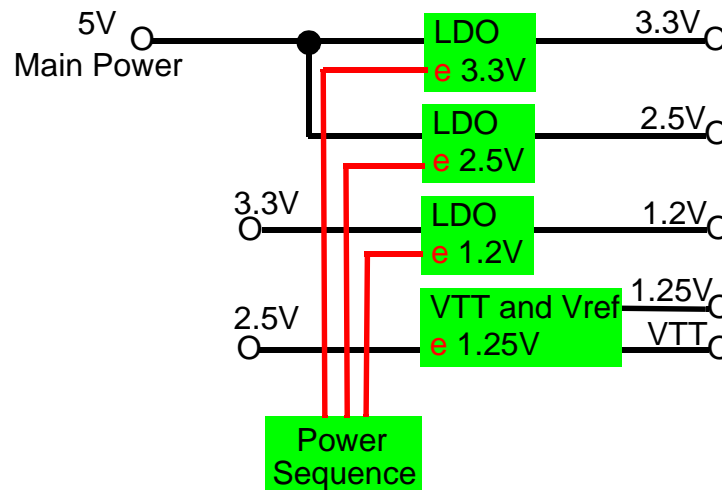 5V
Main Power
LDO
e 3.3V
3.3V
LDO
e 2.5V
2.5V
3.3V
LDO
e 1.2V
1.2V
2.5V
VTT and Vref
e 1.25V
1.25V
VTT
Power
Sequence